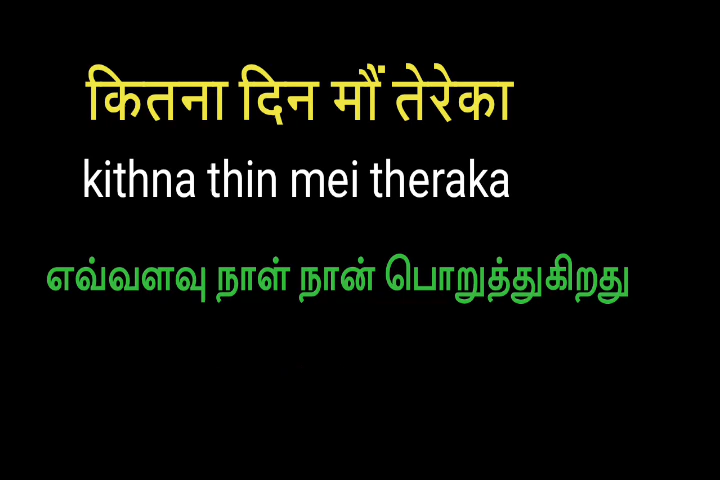 कितना दिन मौं तेरेका
kithna thin mei theraka
எவ்வளவு நாள் நான் பொறுத்துகிறது